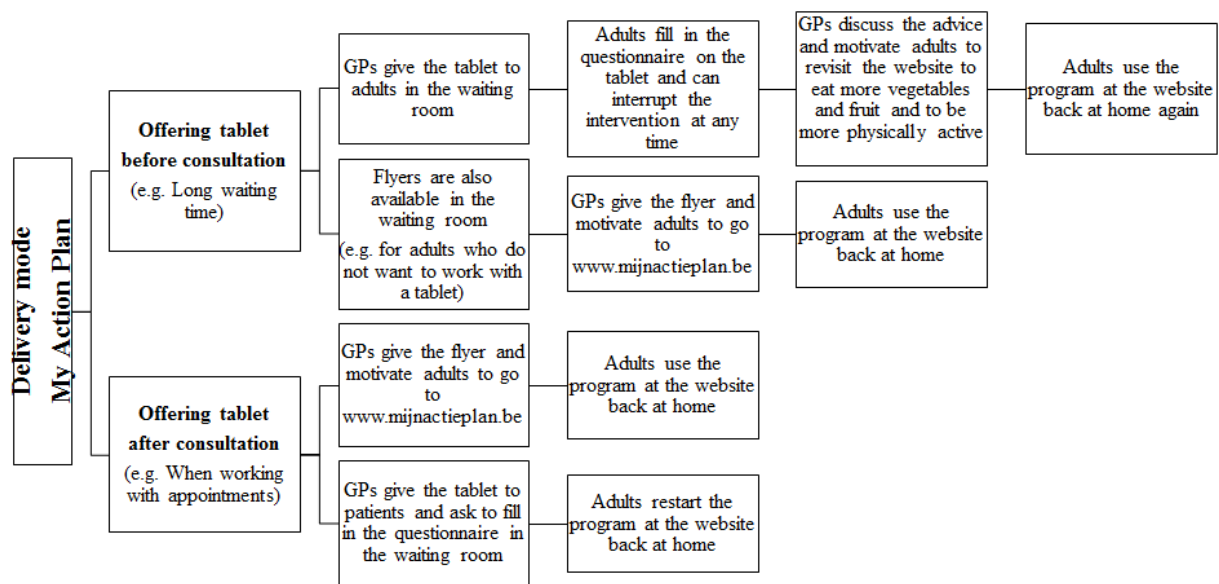 Delivery mode
My Action Plan
Offering tablet
before consultation
(e.g. Long waiting
time)
GPs give the tablet to
adults in the waiting
room
Adults fill in the
questionnaire on the
tablet and can
interrupt the
intervention at any
time
GPs discuss the advice
and motivate adults to
revisit the website to
eat more vegetables
and fruit and to be
more physically active
Adults use the
program at the website
back at home again
Flyers are also
available in the
waiting room
(e.g. for adults who do
not want to work with
a tablet)
GPs give the flyer and
motivate adults to go
to
www.mijnactieplan.be
Adults use the
program at the website
back at home
Offering tablet
after consultation
(e.g. When working
with appointments)
GPs give the flyer and
motivate adults to go
to
www.mijnactieplan.be
Adults use the
program at the website
back at home
GPs give the tablet to
patients and ask to fill
in the questionnaire in
the waiting room
Adults restart the
program at the website
back at home